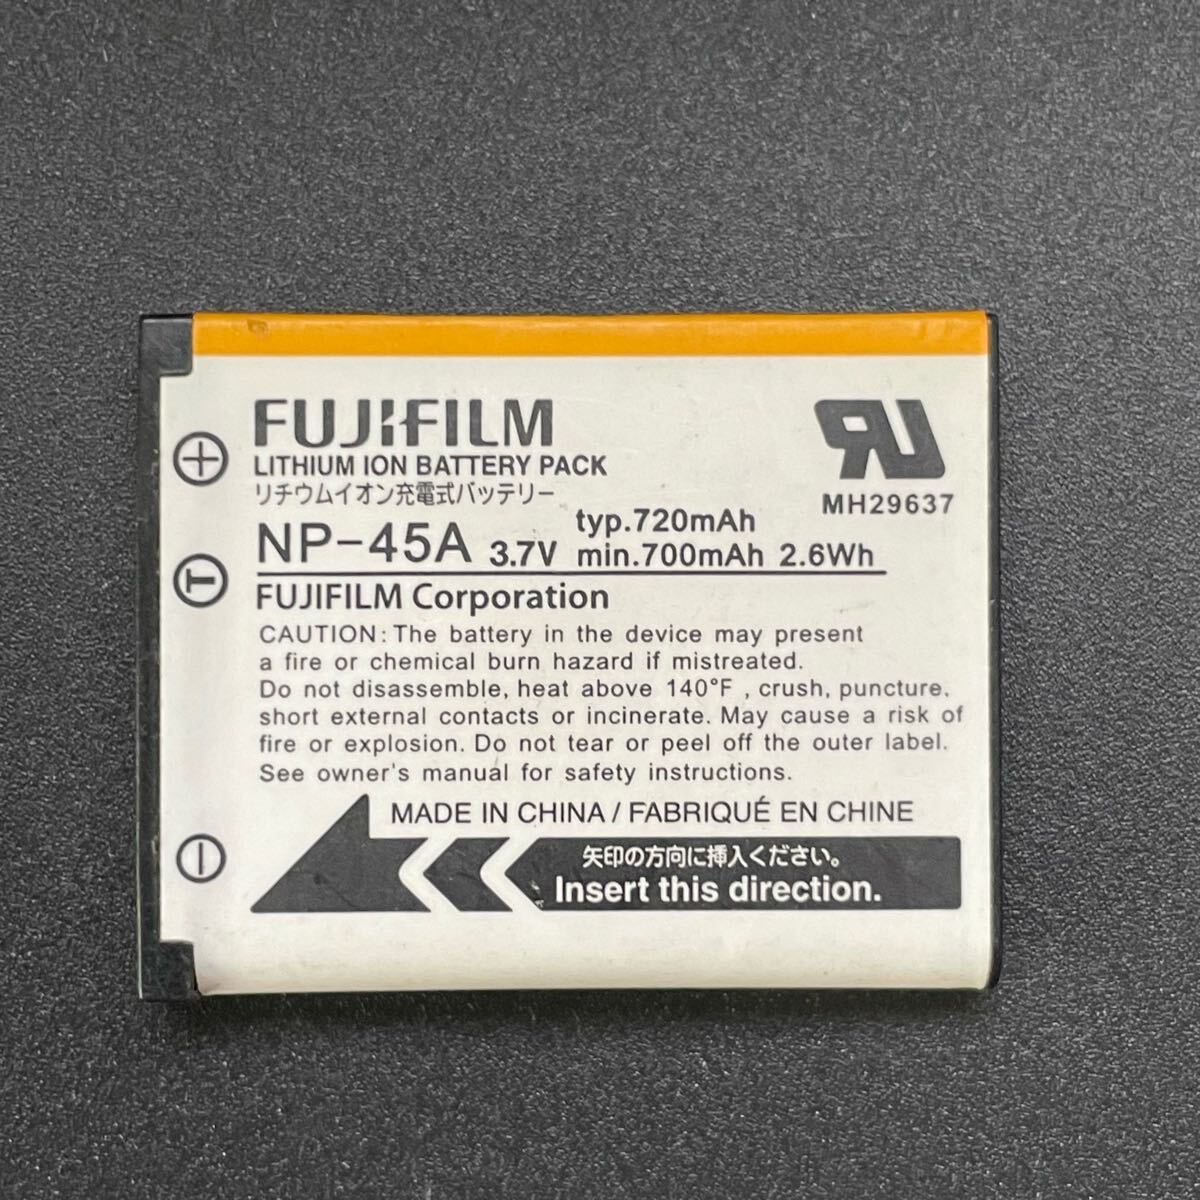 FUJIFILM
LITHIUM ION BATTERY PACK
リチウムイオン充電式バッテリー
NP-45A 3.7V typ.720mAh min.700mAh 2.6Wh
MH29637
FUJIFILM Corporation
CAUTION: The battery in the device may present
a fire or chemical burn hazard if mistreated.
Do not disassemble, heat above 140°F , crush, puncture,
short external contacts or incinerate. May cause a risk of
fire or explosion. Do not tear or peel off the outer label.
See owner's manual for safety instructions.
MADE IN CHINA / FABRIQUÉ EN CHINE
矢印の方向に挿入ください。
Insert this direction.
+
T
−